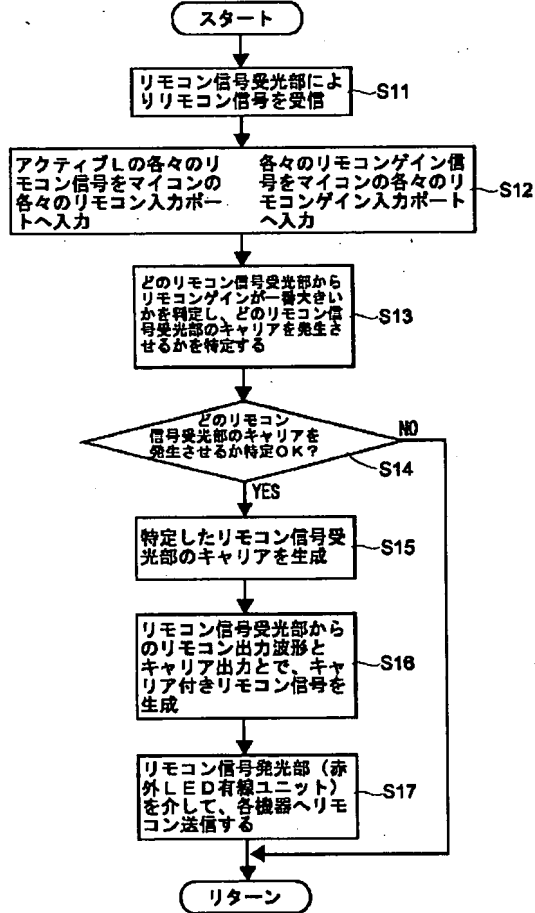 スタート
リモコン信号受光部によ
りリモコン信号を受信
S11
アクティブLの各々のリ
モコン信号をマイコンの
各々のリモコン入力ポー
トへ入力
各々のリモコンゲイン信
号をマイコンの各々のリ
モコンゲイン入力ポート
へ入力
S12
どのリモコン信号受光部から
リモコンゲインが一番大きい
かを判定し、どのリモコン信
号受光部のキャリアを発生さ
せるかを特定する
S13
どのリモコン
信号受光部のキャリアを
発生させるか特定OK?
NO
S14
YES
特定したリモコン信号受
光部のキャリアを生成
S15
リモコン信号受光部から
のリモコン出力波形と
キャリア出力とで、キャ
リア付きリモコン信号を
生成
S16
リモコン信号発光部(赤
外LED有線ユニット)
を介して、各機器へリモ
コン送信する
S17
リターン